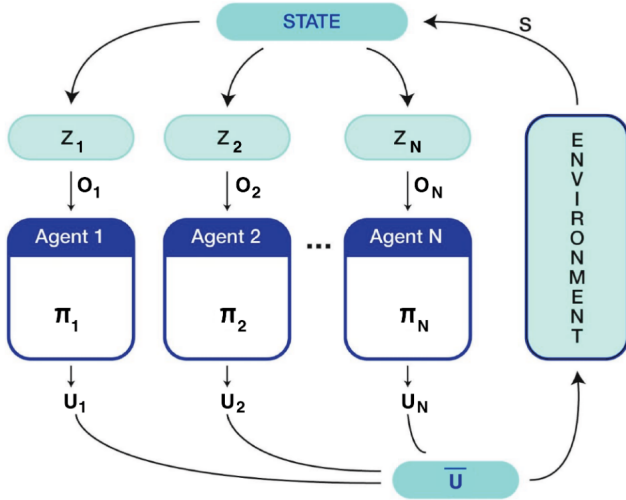 STATE
S
Z1 Z2 ZN
O1 O2 ON
Agent 1 Agent 2 ... Agent N
π1 π2 πN
U1 U2 UN
U̅
ENVIRONMENT